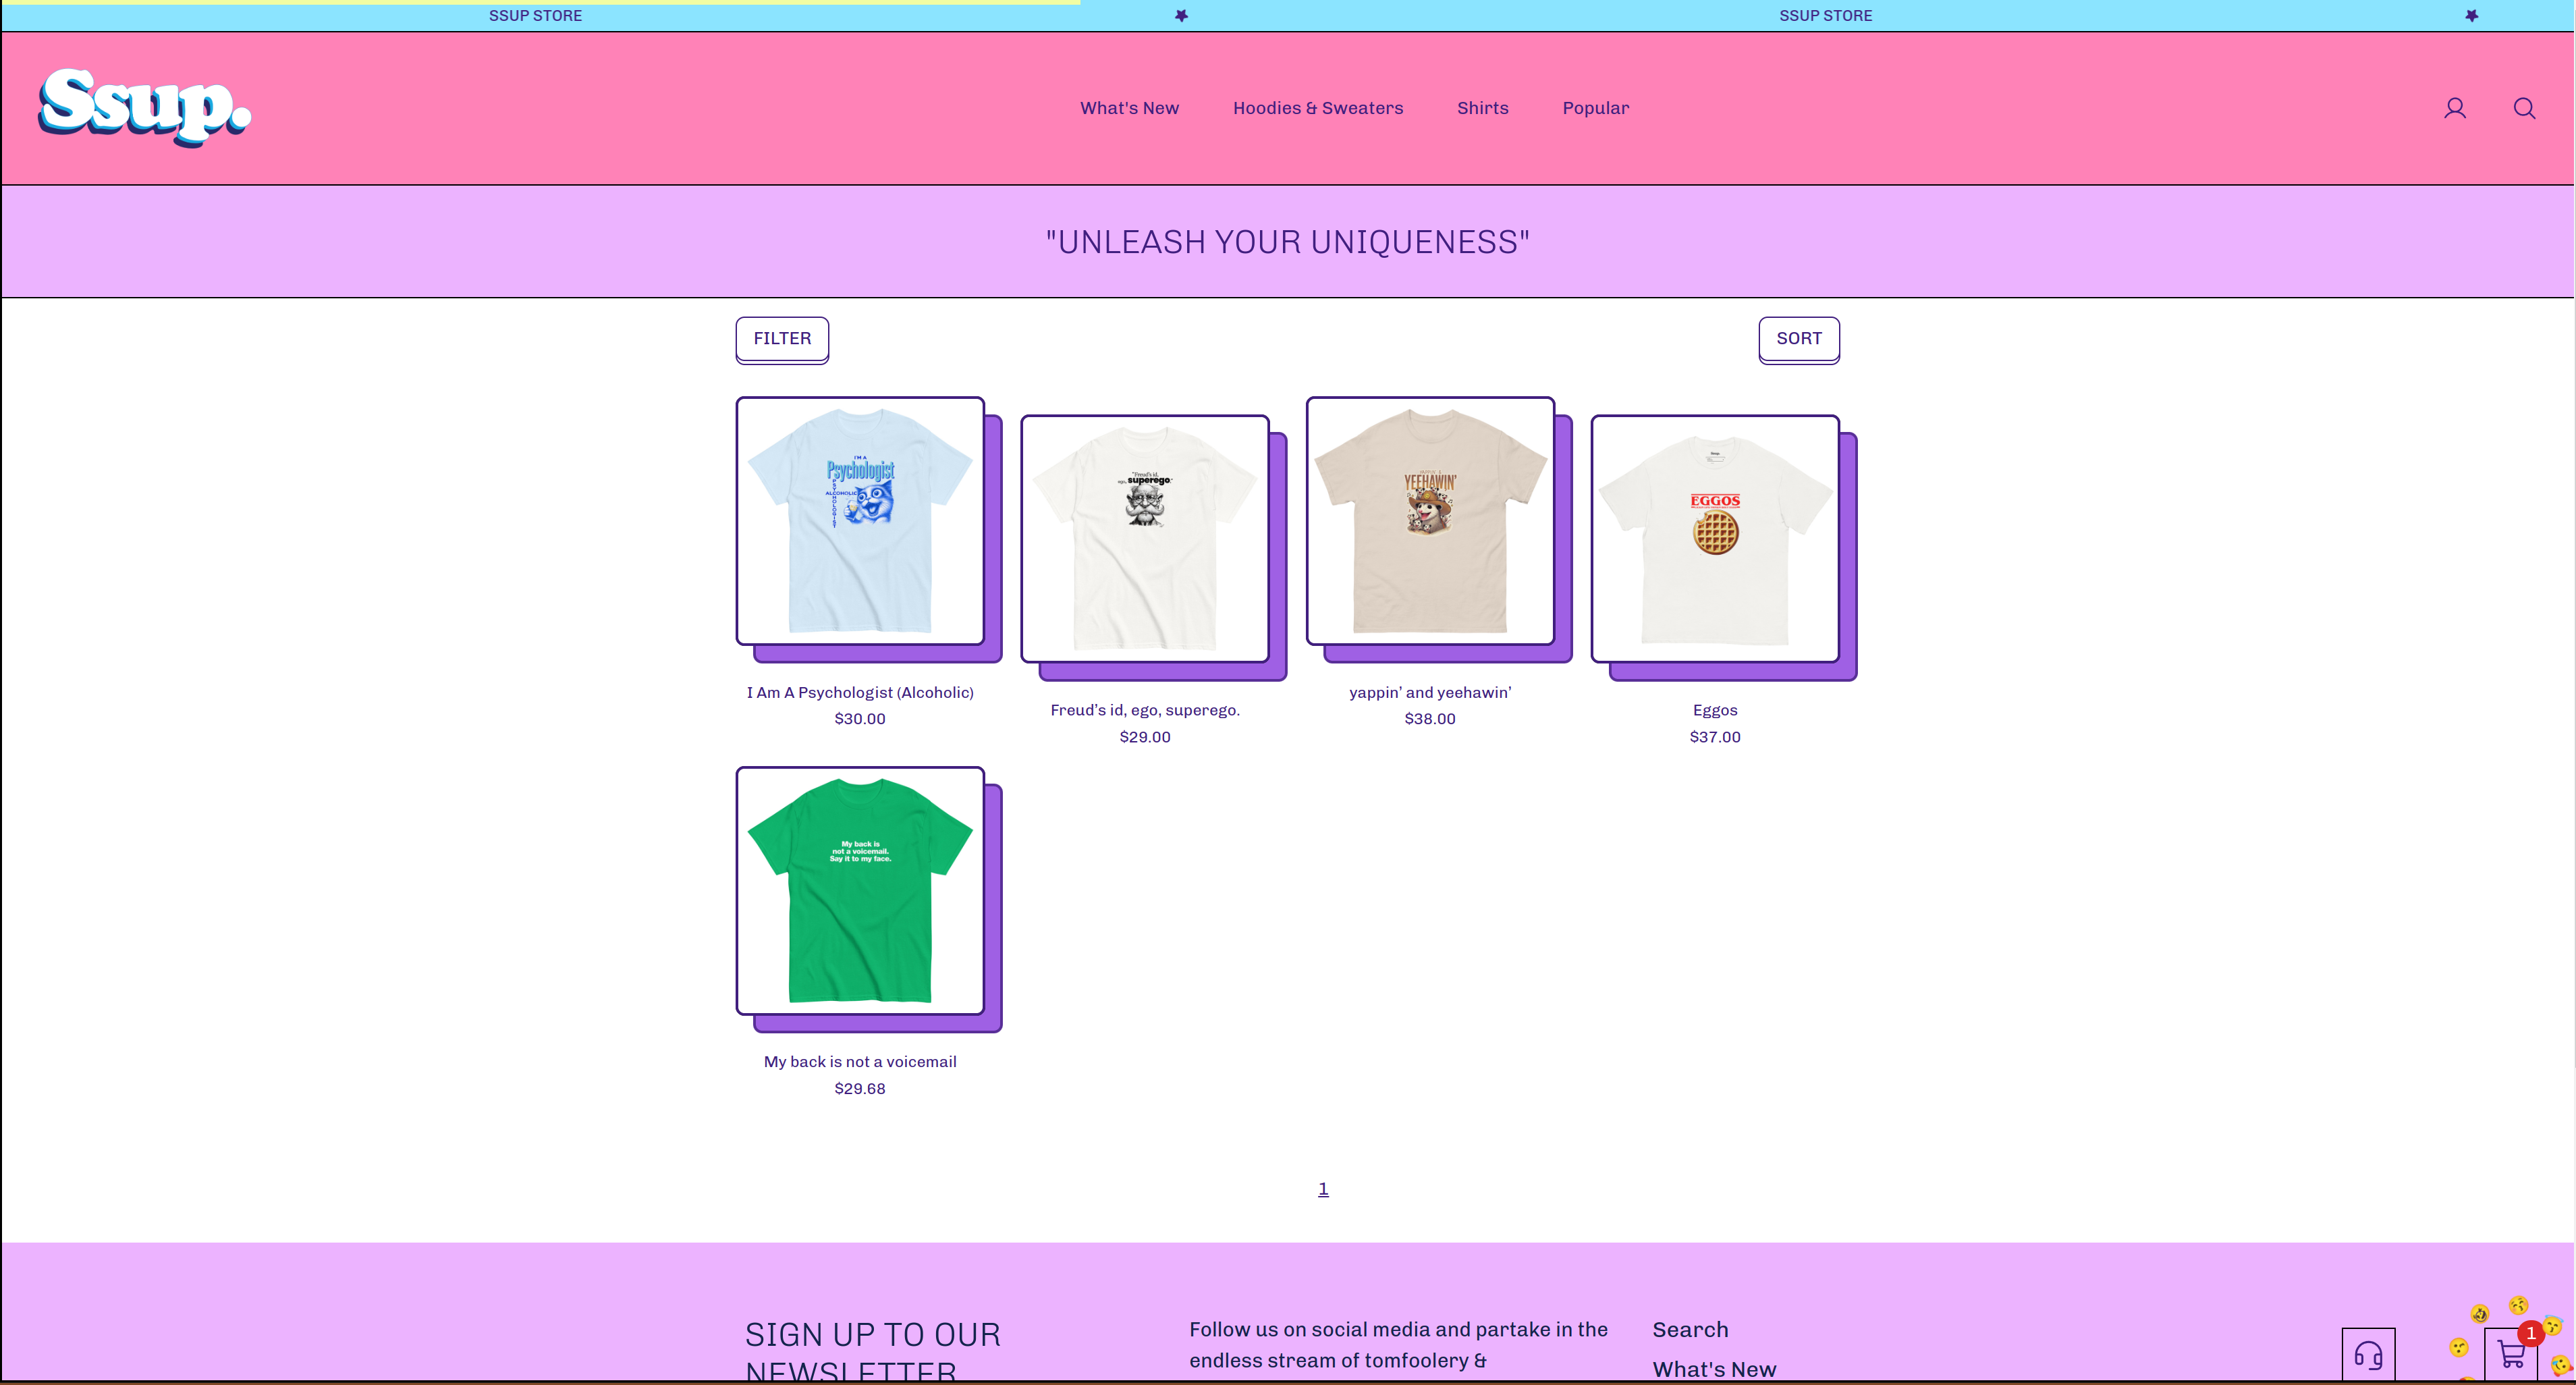 SSUP STORE
SSUP STORE
Ssup.
What's New
Hoodies & Sweaters
Shirts
Popular
"UNLEASH YOUR UNIQUENESS"
FILTER
SORT
I'M A
Psychologist
ALCOHOLIC
PSYCHOLOGIST
"Freud's id,
ego, superego."
YEEHAWIN'
Ssup.
EGGOS
I Am A Psychologist (Alcoholic)
$30.00
Freud’s id, ego, superego.
$29.00
yappin’ and yeehawin’
$38.00
Eggos
$37.00
My back is
not a voicemail.
Say it to my face.
My back is not a voicemail
$29.68
1
SIGN UP TO OUR
NEWSLETTER
Follow us on social media and partake in the
endless stream of tomfoolery &
Search
What's New
1